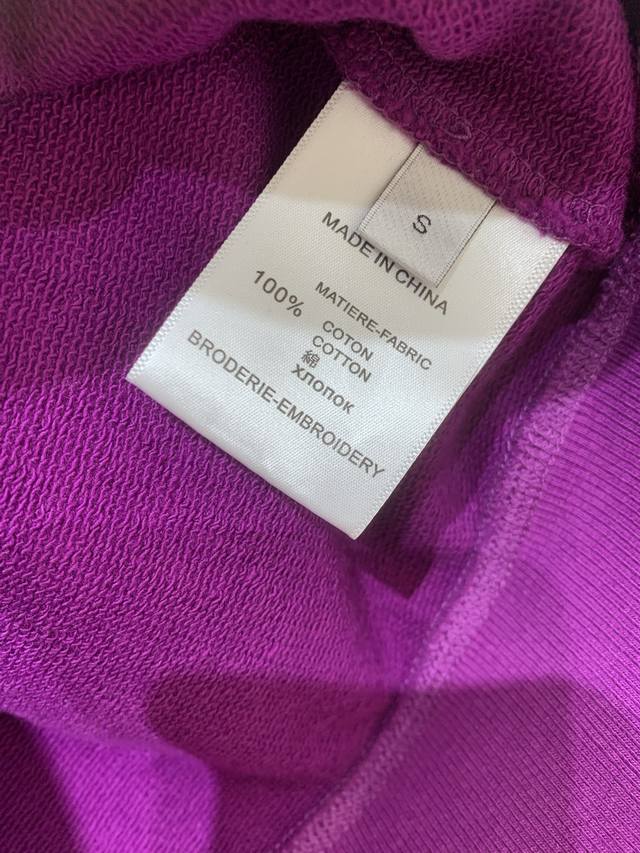 S
MADE IN CHINA
MATIERE-FABRIC
100%
COTON
COTTON
綿
хлопок
BRODERIE-EMBROIDERY